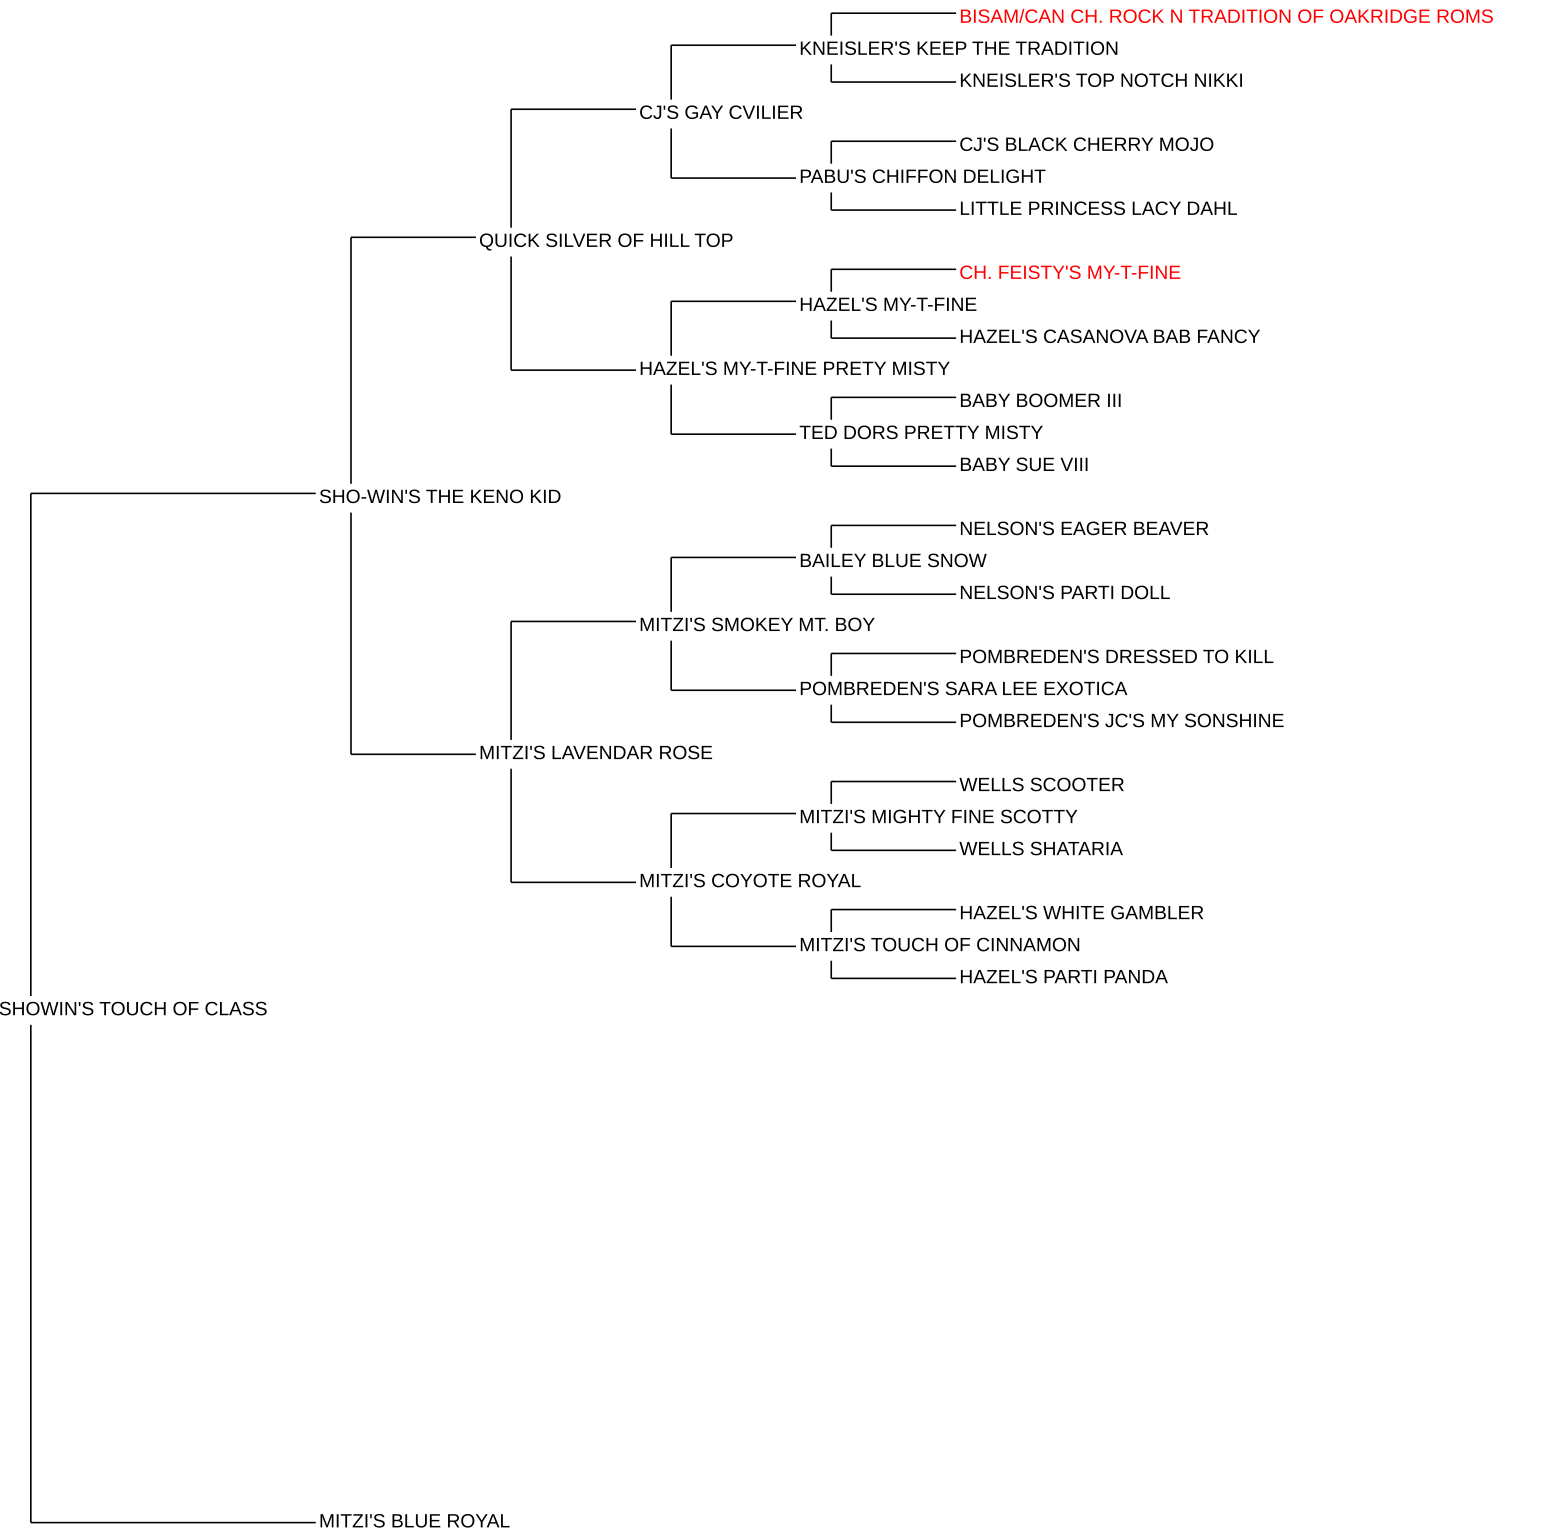 BISAM/CAN CH. ROCK N TRADITION OF OAKRIDGE ROMS
KNEISLER'S KEEP THE TRADITION
KNEISLER'S TOP NOTCH NIKKI
CJ'S GAY CVILIER
CJ'S BLACK CHERRY MOJO
PABU'S CHIFFON DELIGHT
LITTLE PRINCESS LACY DAHL
QUICK SILVER OF HILL TOP
CH. FEISTY'S MY-T-FINE
HAZEL'S MY-T-FINE
HAZEL'S CASANOVA BAB FANCY
HAZEL'S MY-T-FINE PRETY MISTY
BABY BOOMER III
TED DORS PRETTY MISTY
BABY SUE VIII
SHO-WIN'S THE KENO KID
NELSON'S EAGER BEAVER
BAILEY BLUE SNOW
NELSON'S PARTI DOLL
MITZI'S SMOKEY MT. BOY
POMBREDEN'S DRESSED TO KILL
POMBREDEN'S SARA LEE EXOTICA
POMBREDEN'S JC'S MY SONSHINE
MITZI'S LAVENDAR ROSE
WELLS SCOOTER
MITZI'S MIGHTY FINE SCOTTY
WELLS SHATARIA
MITZI'S COYOTE ROYAL
HAZEL'S WHITE GAMBLER
MITZI'S TOUCH OF CINNAMON
HAZEL'S PARTI PANDA
SHOWIN'S TOUCH OF CLASS
MITZI'S BLUE ROYAL